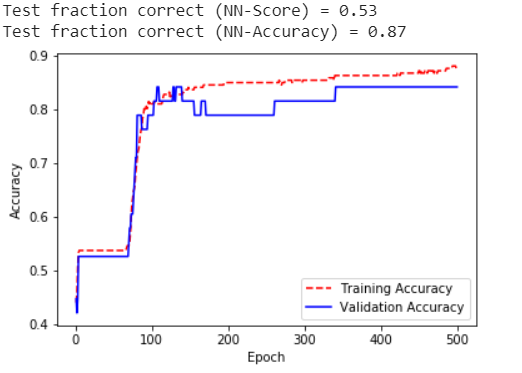 Test fraction correct (NN-Score) = 0.53
Test fraction correct (NN-Accuracy) = 0.87
0.9
0.8
0.7
0.6
0.5
0.4
Accuracy
Training Accuracy
Validation Accuracy
0 100 200 300 400 500
Epoch